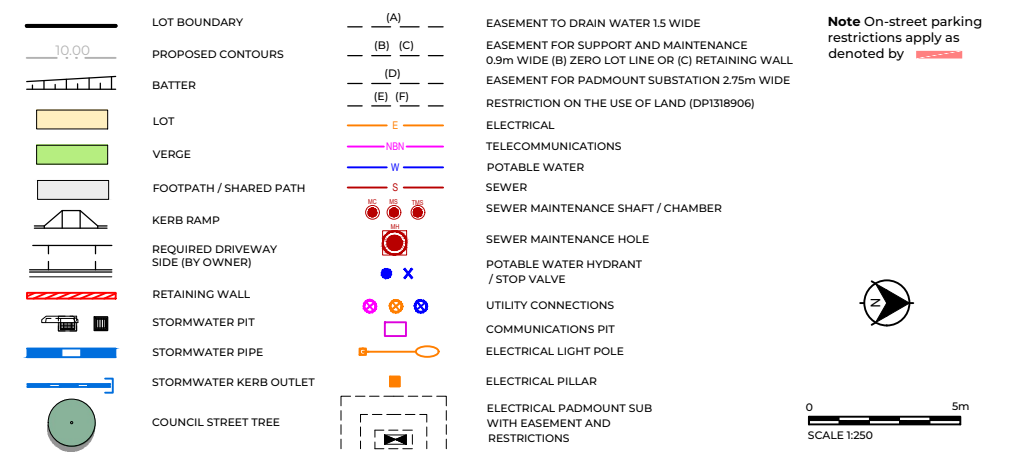 LOT BOUNDARY
10.00
PROPOSED CONTOURS
BATTER
LOT
VERGE
FOOTPATH / SHARED PATH
KERB RAMP
REQUIRED DRIVEWAY
SIDE (BY OWNER)
RETAINING WALL
STORMWATER PIT
STORMWATER PIPE
STORMWATER KERB OUTLET
COUNCIL STREET TREE
(A)
EASEMENT TO DRAIN WATER 1.5 WIDE
(B) (C)
EASEMENT FOR SUPPORT AND MAINTENANCE
0.9m WIDE (B) ZERO LOT LINE OR (C) RETAINING WALL
(D)
EASEMENT FOR PADMOUNT SUBSTATION 2.75m WIDE
(E) (F)
RESTRICTION ON THE USE OF LAND (DP1318906)
E
ELECTRICAL
NBN
TELECOMMUNICATIONS
W
POTABLE WATER
S
SEWER
MC MS TMS
SEWER MAINTENANCE SHAFT / CHAMBER
MH
SEWER MAINTENANCE HOLE
POTABLE WATER HYDRANT
/ STOP VALVE
UTILITY CONNECTIONS
COMMUNICATIONS PIT
ELECTRICAL LIGHT POLE
ELECTRICAL PILLAR
ELECTRICAL PADMOUNT SUB
WITH EASEMENT AND
RESTRICTIONS
Note On-street parking
restrictions apply as
denoted by
N
0 5m
SCALE 1:250